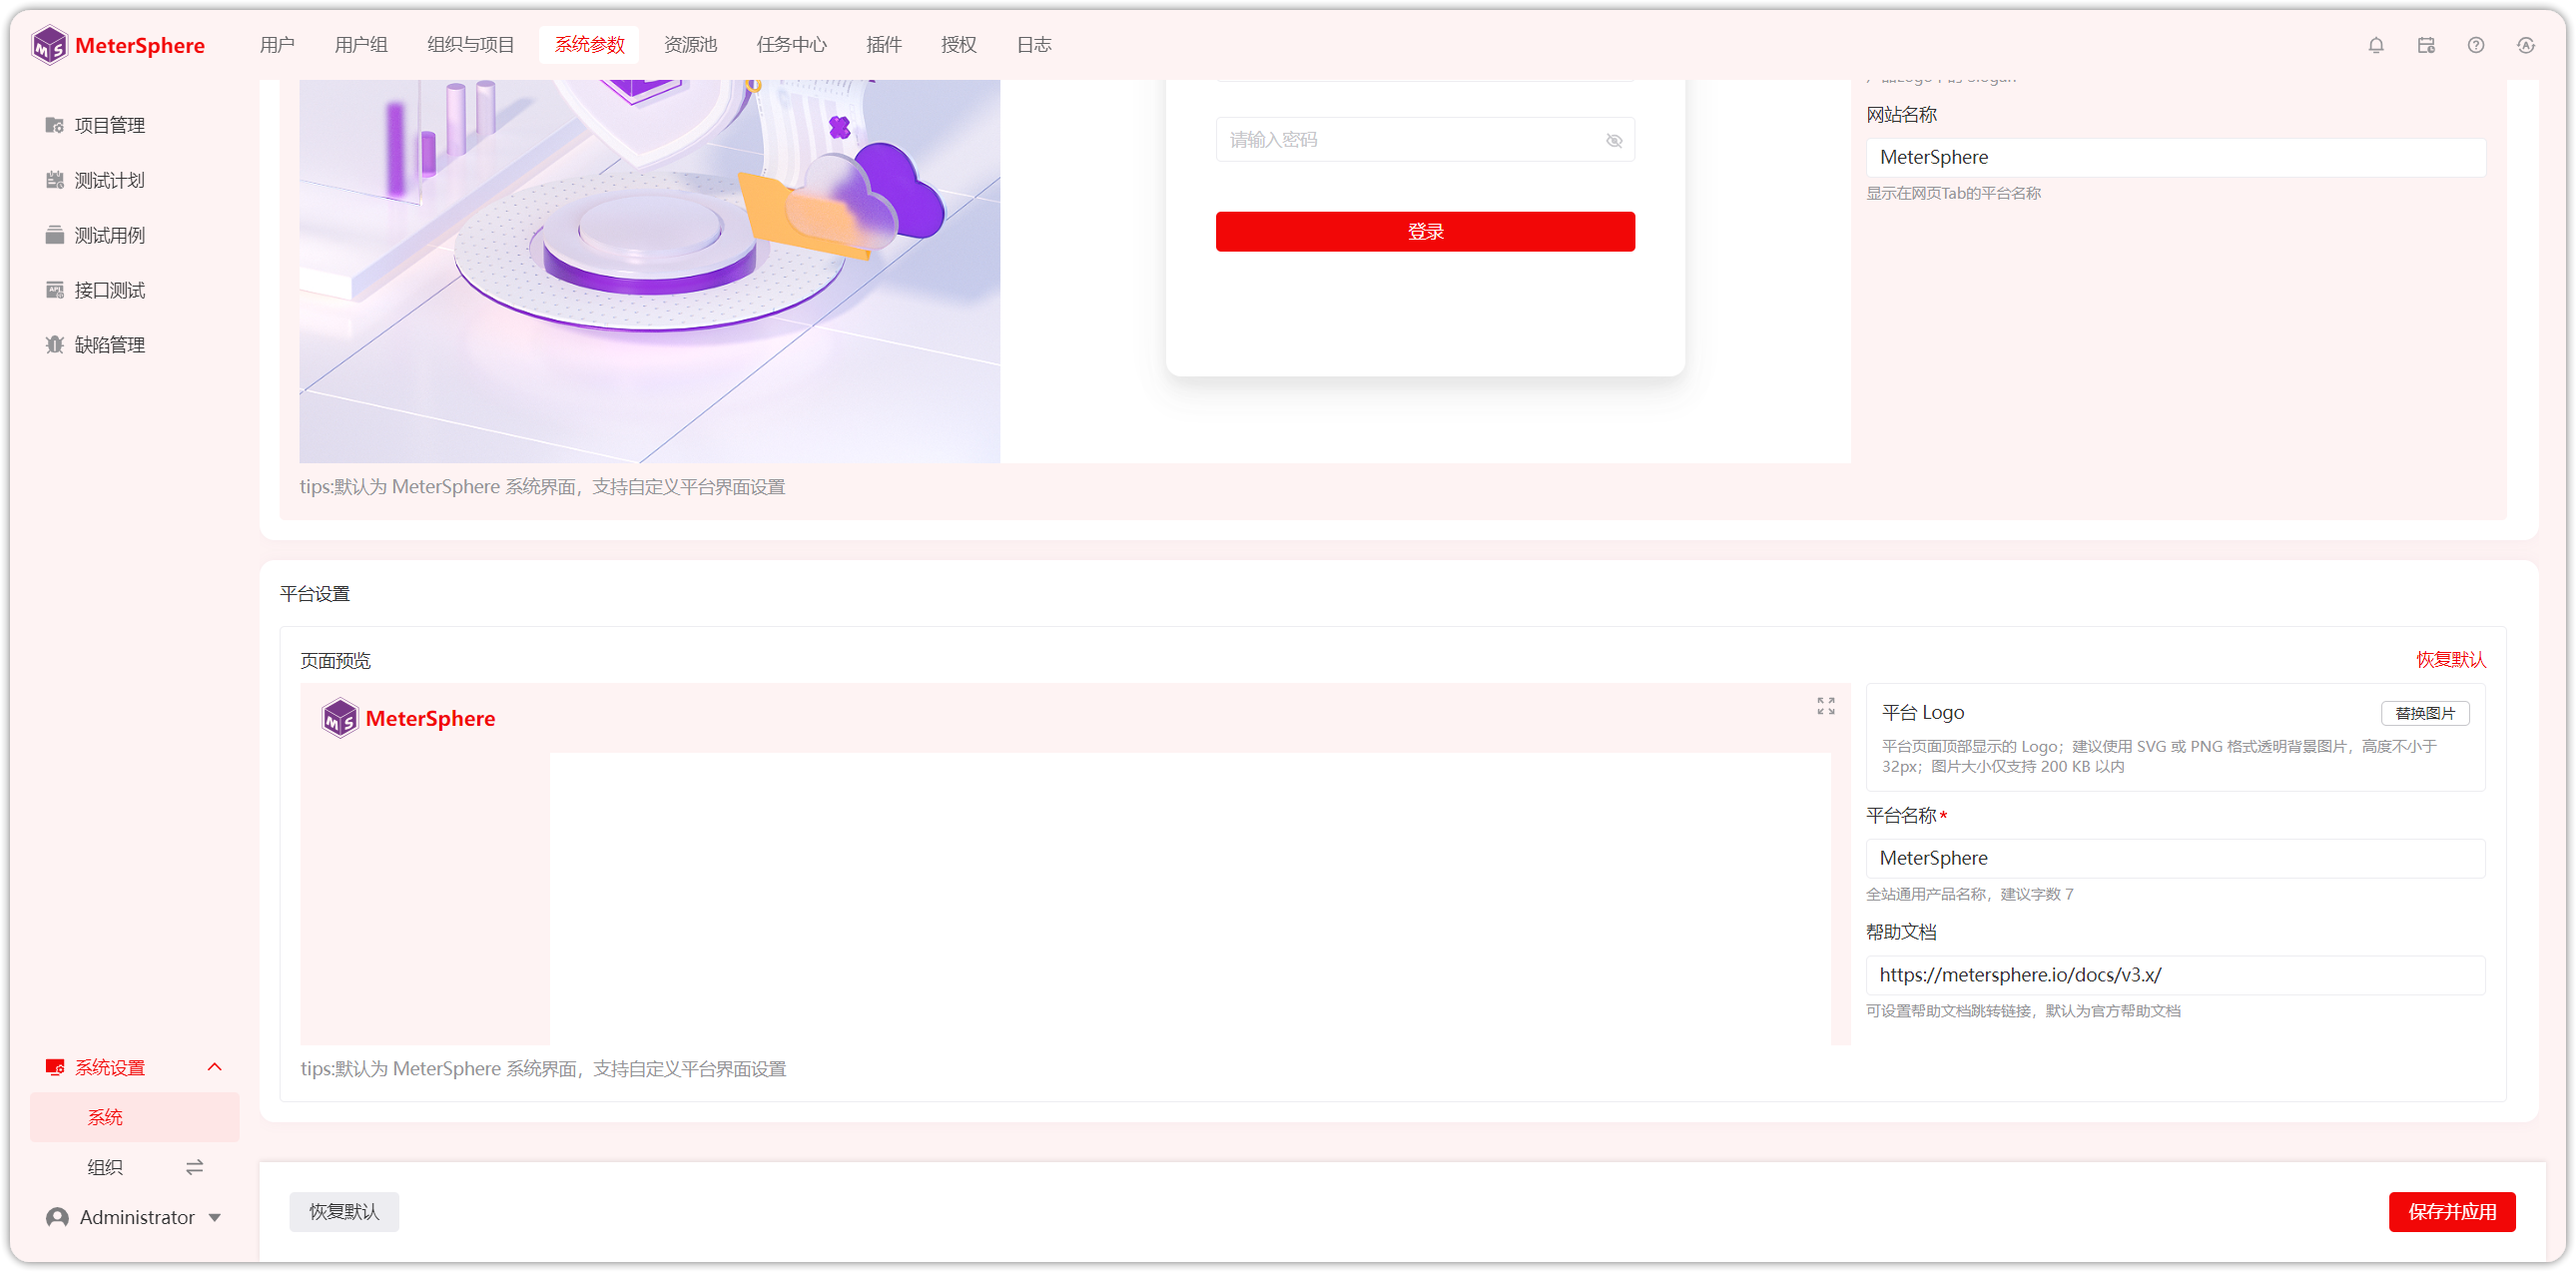 MeterSphere
用户
用户组
组织与项目
系统参数
资源池
任务中心
插件
授权
日志
项目管理
测试计划
测试用例
接口测试
缺陷管理
请输入密码
登录
网站名称
MeterSphere
显示在网页Tab的平台名称
tips:默认为 MeterSphere 系统界面，支持自定义平台界面设置
平台设置
页面预览
恢复默认
MeterSphere
平台 Logo
替换图片
平台页面顶部显示的 Logo；建议使用 SVG 或 PNG 格式透明背景图片，高度不小于
32px；图片大小仅支持 200 KB 以内
平台名称*
MeterSphere
全站通用产品名称，建议字数 7
帮助文档
https://metersphere.io/docs/v3.x/
可设置帮助文档跳转链接，默认为官方帮助文档
tips:默认为 MeterSphere 系统界面，支持自定义平台界面设置
系统设置
系统
组织
Administrator
恢复默认
保存并应用